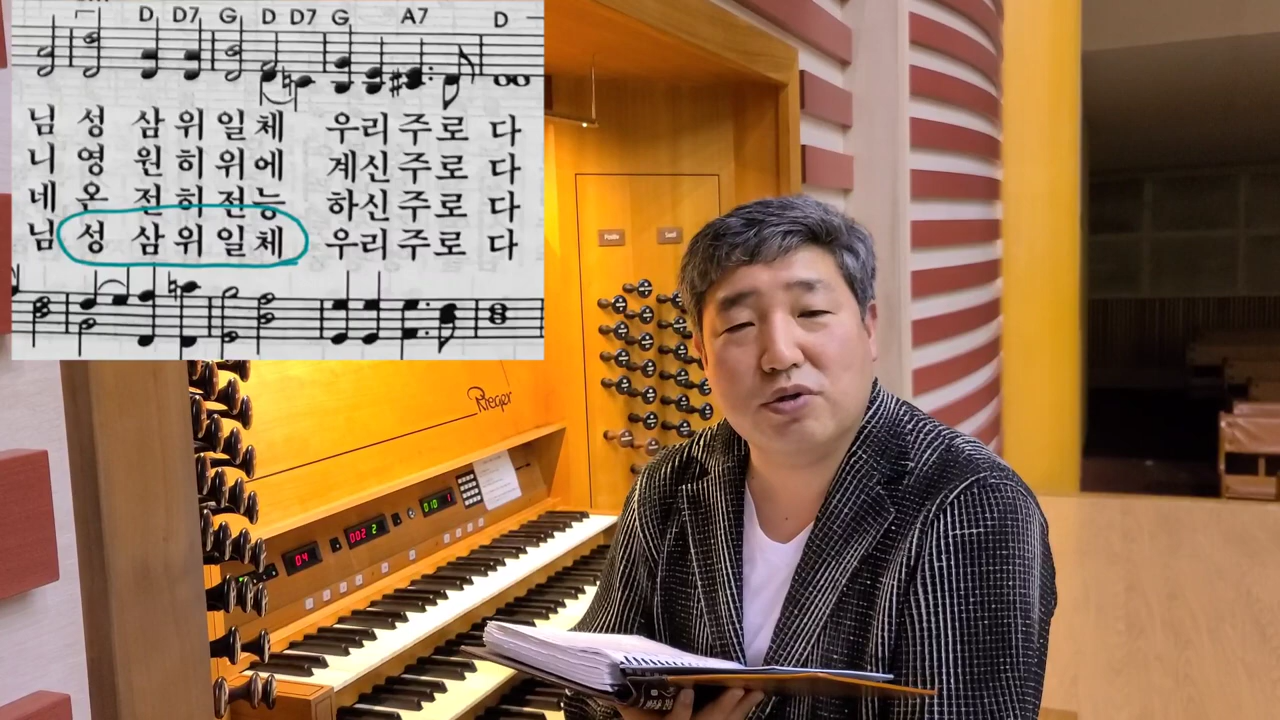 D D7 G D D7 G A7 D
님 성 삼 위 일 체 우리 주로 다
니 영 원 히 위에 계신 주로 다
네 온 전 히 전능 하신 주로 다
님 성 삼 위 일 체 우리 주로 다
Positiv
Swell
Rieger
04
002 2
010